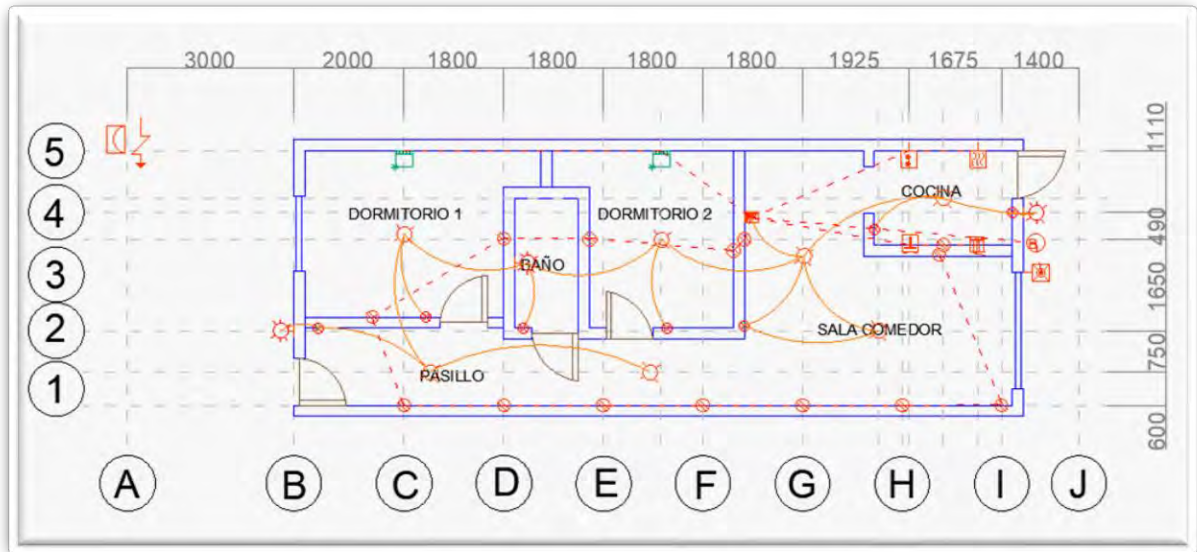 3000 2000 1800 1800 1800 1800 1925 1675 1400
1110
5
COCINA
4
DORMITORIO 1
DORMITORIO 2
490
BAÑO
3
1650
2
SALA COMEDOR
750
PASILLO
1
600
A B C D E F G H I J